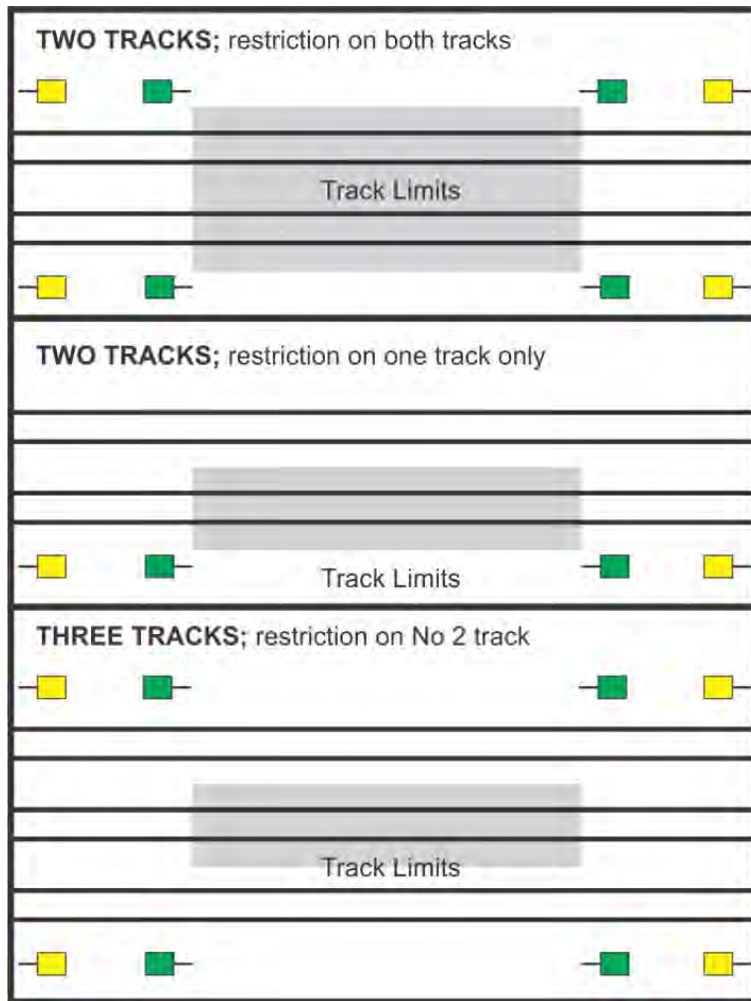 TWO TRACKS; restriction on both tracks
Track Limits
TWO TRACKS; restriction on one track only
Track Limits
THREE TRACKS; restriction on No 2 track
Track Limits